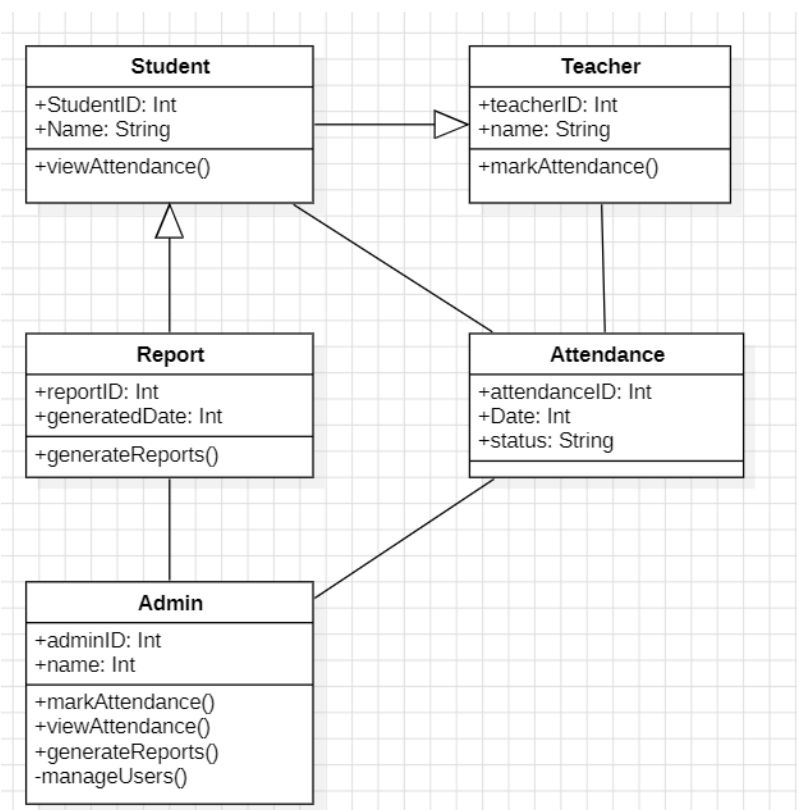 Student
+StudentID: Int
+Name: String
+viewAttendance()
Teacher
+teacherID: Int
+name: String
+markAttendance()
Report
+reportID: Int
+generatedDate: Int
+generateReports()
Attendance
+attendanceID: Int
+Date: Int
+status: String
Admin
+adminID: Int
+name: Int
+markAttendance()
+viewAttendance()
+generateReports()
-manageUsers()